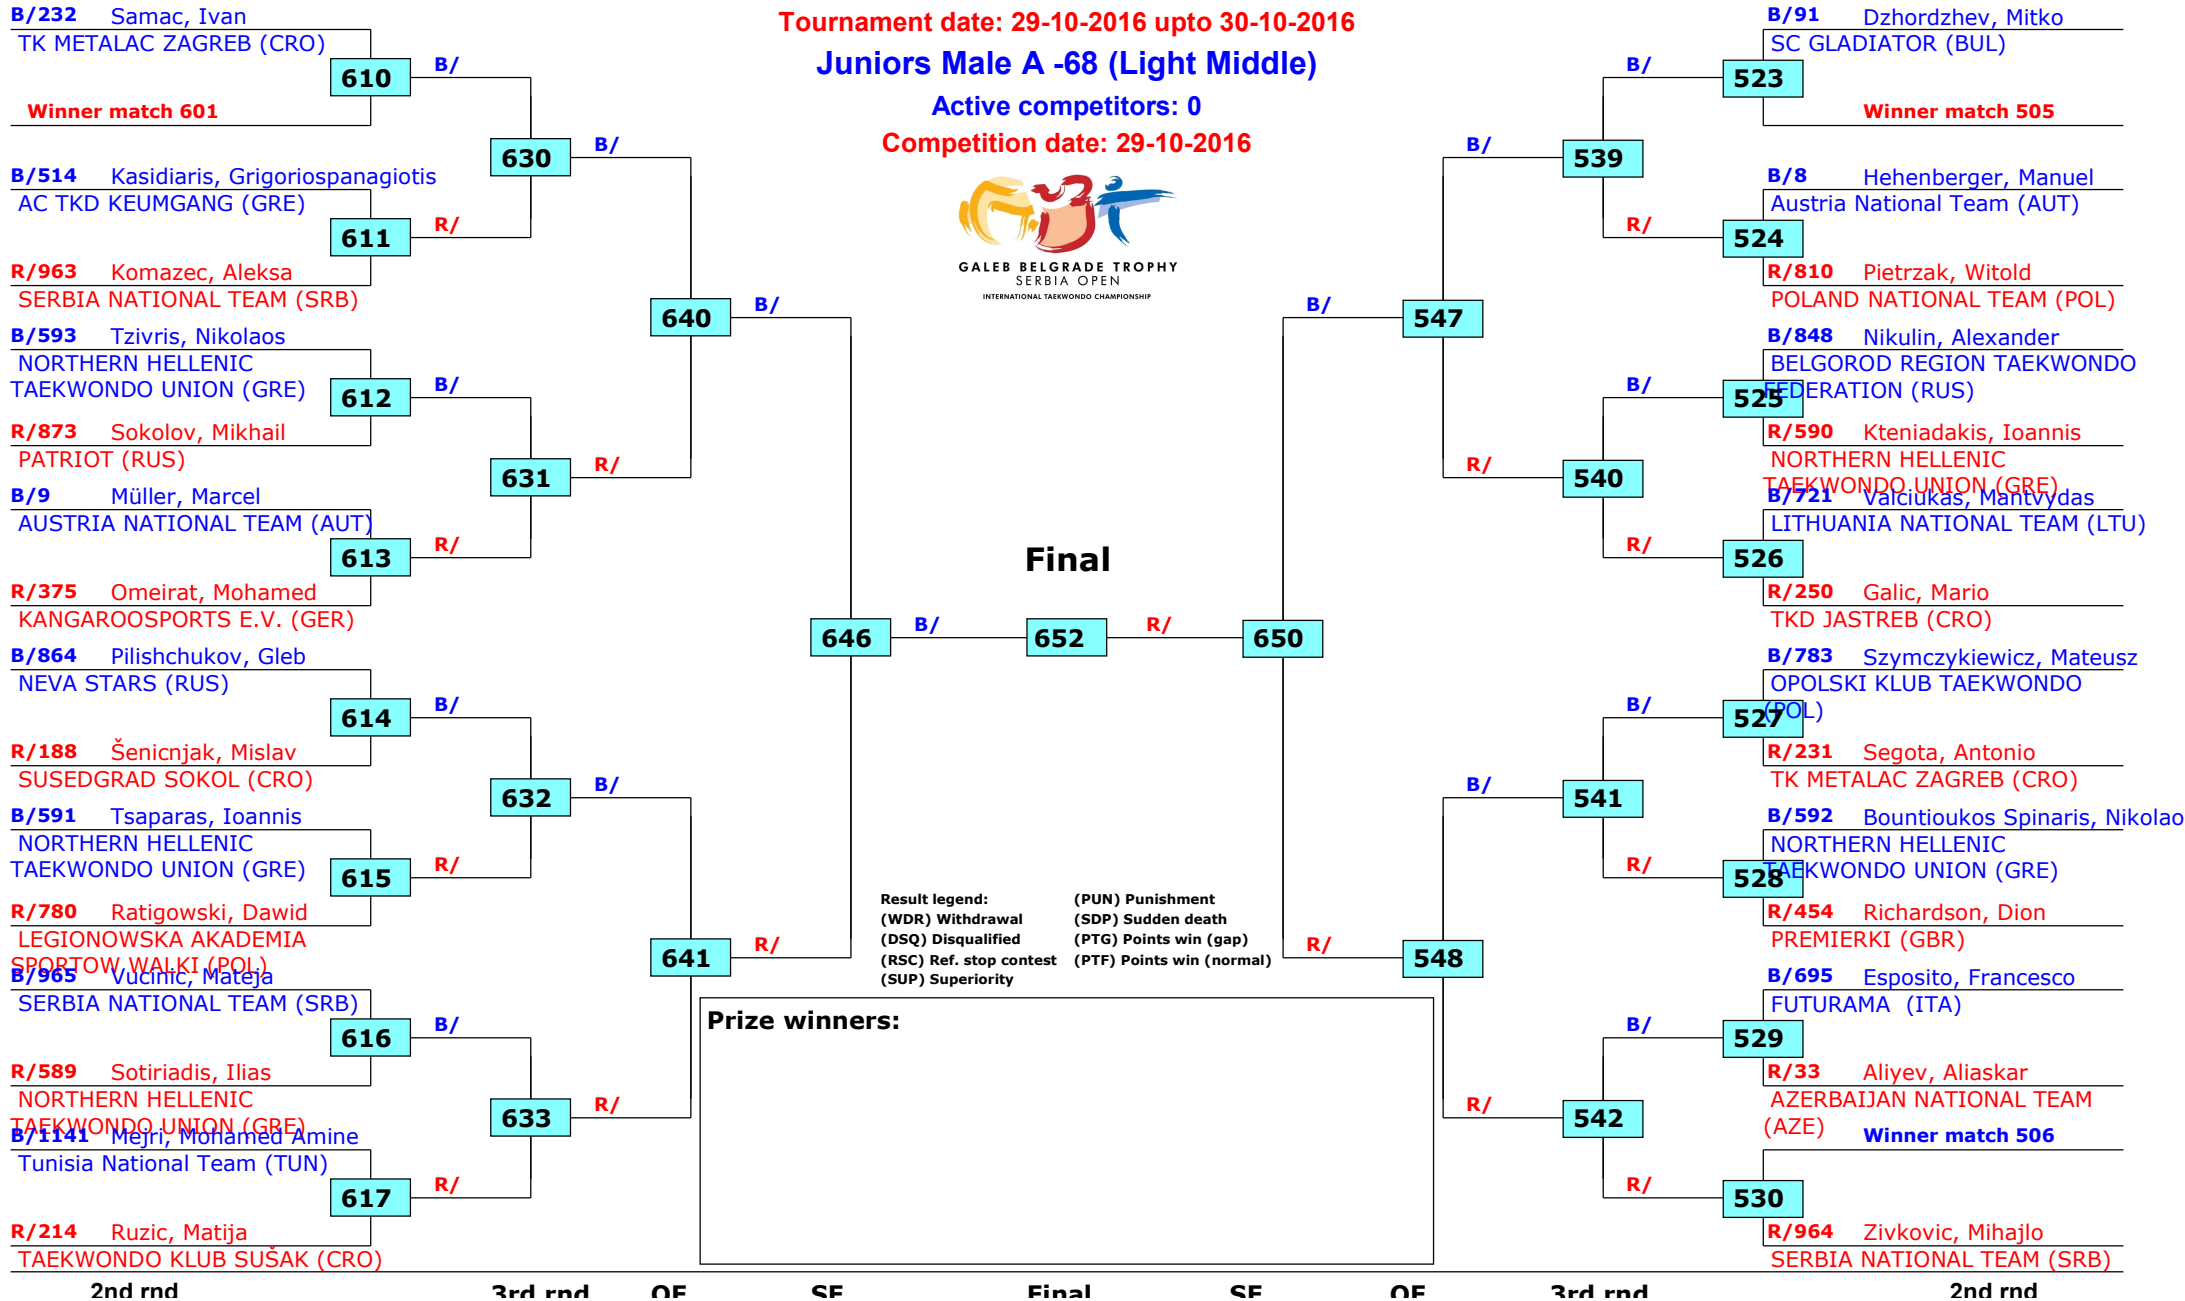 Tournament date: 29-10-2016 upto 30-10-2016
Juniors Male A -68 (Light Middle)
Active competitors: 0
Competition date: 29-10-2016
GALEB BELGRADE TROPHY
SERBIA OPEN
INTERNATIONAL TAEKWONDO CHAMPIONSHIP
B/232 Samac, Ivan
TK METALAC ZAGREB (CRO)
610
B/
Winner match 601
630
B/
B/514 Kasidiaris, Grigoriospanagiotis
AC TKD KEUMGANG (GRE)
611
R/
R/963 Komazec, Aleksa
SERBIA NATIONAL TEAM (SRB)
640
B/
B/593 Tzivris, Nikolaos
NORTHERN HELLENIC
TAEKWONDO UNION (GRE)
612
B/
R/873 Sokolov, Mikhail
PATRIOT (RUS)
631
R/
B/9 Müller, Marcel
AUSTRIA NATIONAL TEAM (AUT)
613
R/
R/375 Omeirat, Mohamed
KANGAROOSPORTS E.V. (GER)
646
B/
B/864 Pilishchukov, Gleb
NEVA STARS (RUS)
614
B/
R/188 Šenicnjak, Mislav
SUSEDGRAD SOKOL (CRO)
632
B/
B/591 Tsaparas, Ioannis
NORTHERN HELLENIC
TAEKWONDO UNION (GRE)
615
R/
R/780 Ratigowski, Dawid
LEGIONOWSKA AKADEMIA
SPORTOW WALKI (POL)
641
R/
B/965 Vucinic, Mateja
SERBIA NATIONAL TEAM (SRB)
616
B/
R/589 Sotiriadis, Ilias
NORTHERN HELLENIC
TAEKWONDO UNION (GRE)
633
R/
B/1141 Mejri, Mohamed Amine
Tunisia National Team (TUN)
617
R/
R/214 Ruzic, Matija
TAEKWONDO KLUB SUŠAK (CRO)
Final
652
R/
650
Result legend:
(WDR) Withdrawal
(DSQ) Disqualified
(RSC) Ref. stop contest
(SUP) Superiority
(PUN) Punishment
(SDP) Sudden death
(PTG) Points win (gap)
(PTF) Points win (normal)
Prize winners:
B/91 Dzhordzhev, Mitko
SC GLADIATOR (BUL)
B/
523
Winner match 505
B/
539
B/8 Hehenberger, Manuel
Austria National Team (AUT)
R/
524
R/810 Pietrzak, Witold
POLAND NATIONAL TEAM (POL)
B/
547
B/848 Nikulin, Alexander
BELGOROD REGION TAEKWONDO
FEDERATION (RUS)
B/
525
R/590 Kteniadakis, Ioannis
NORTHERN HELLENIC
TAEKWONDO UNION (GRE)
R/
540
B/721 Valciukas, Mantvydas
LITHUANIA NATIONAL TEAM (LTU)
R/
526
R/250 Galic, Mario
TKD JASTREB (CRO)
B/783 Szymczykiewicz, Mateusz
OPOLSKI KLUB TAEKWONDO
(POL)
B/
527
R/231 Segota, Antonio
TK METALAC ZAGREB (CRO)
B/
541
B/592 Bountioukos Spinaris, Nikolao
NORTHERN HELLENIC
TAEKWONDO UNION (GRE)
R/
528
R/454 Richardson, Dion
PREMIERKI (GBR)
R/
548
B/695 Esposito, Francesco
FUTURAMA (ITA)
B/
529
R/33 Aliyev, Aliaskar
AZERBAIJAN NATIONAL TEAM
(AZE)
R/
542
Winner match 506
R/
530
R/964 Zivkovic, Mihajlo
SERBIA NATIONAL TEAM (SRB)
2nd rnd 3rd rnd QF SF Final SF QF 3rd rnd 2nd rnd